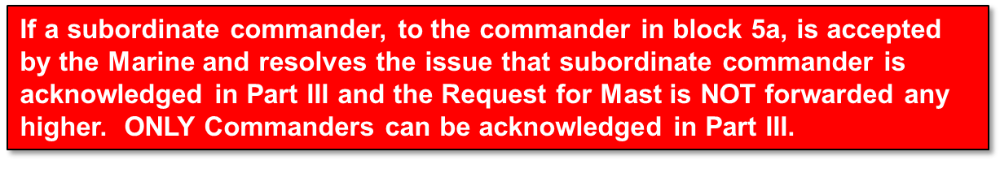 If a subordinate commander, to the commander in block 5a, is accepted
by the Marine and resolves the issue that subordinate commander is
acknowledged in Part III and the Request for Mast is NOT forwarded any
higher.  ONLY Commanders can be acknowledged in Part III.